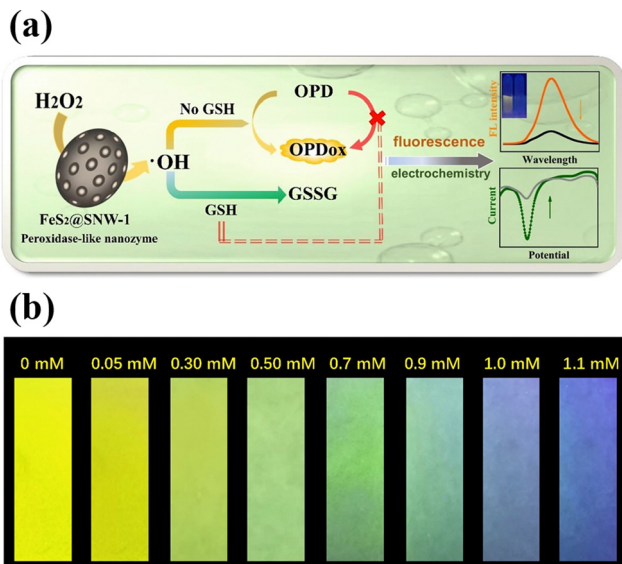 (a)
H2O2
No GSH
OPD
·OH
OPDox
GSSG
GSH
FeS2@SNW-1
Peroxidase-like nanozyme
fluorescence
electrochemistry
FL intensity
Wavelength
Current
Potential
(b)
0 mM 0.05 mM 0.30 mM 0.50 mM 0.7 mM 0.9 mM 1.0 mM 1.1 mM